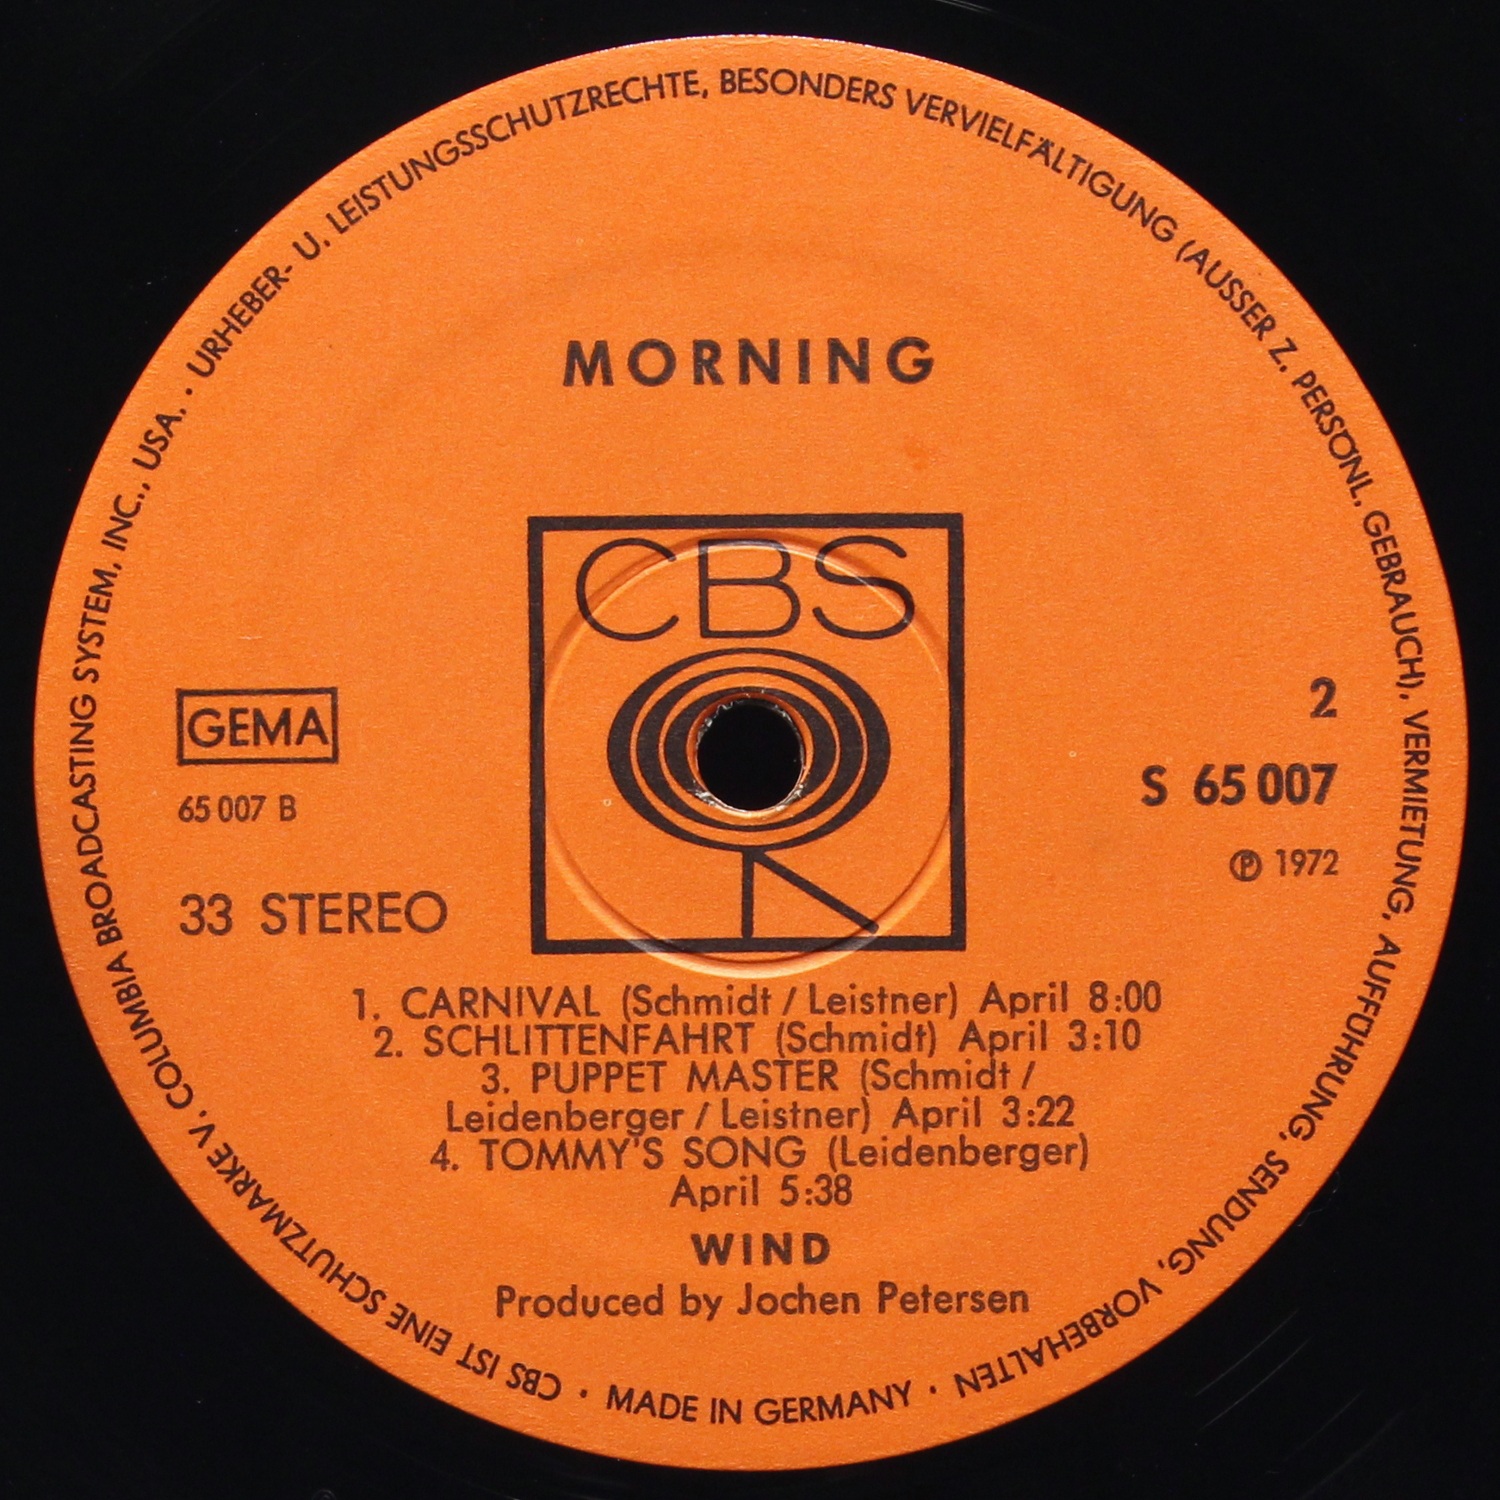 URHEBER- U. LEISTUNGSSCHUTZRECHTE, BESONDERS VERVIELFÄLTIGUNG (AUSSER Z. PERSÖNL. GEBRAUCH), VERMIETUNG, AUFFÜHRUNG, SENDUNG, VORBEHALTEN ·
MORNING
CBS
GEMA
65 007 B
33 STEREO
2
S 65 007
Ⓟ 1972
1. CARNIVAL (Schmidt / Leistner) April 8:00
2. SCHLITTENFAHRT (Schmidt) April 3:10
3. PUPPET MASTER (Schmidt /
Leidenberger / Leistner) April 3:22
4. TOMMY'S SONG (Leidenberger)
April 5:38
WIND
Produced by Jochen Petersen
MADE IN GERMANY ·
CBS IST EINE SCHUTZMARKE V. COLUMBIA BROADCASTING SYSTEM, INC., USA. ·